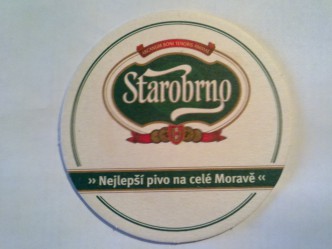 Starobrno
» Nejlepší pivo na celé Moravě «